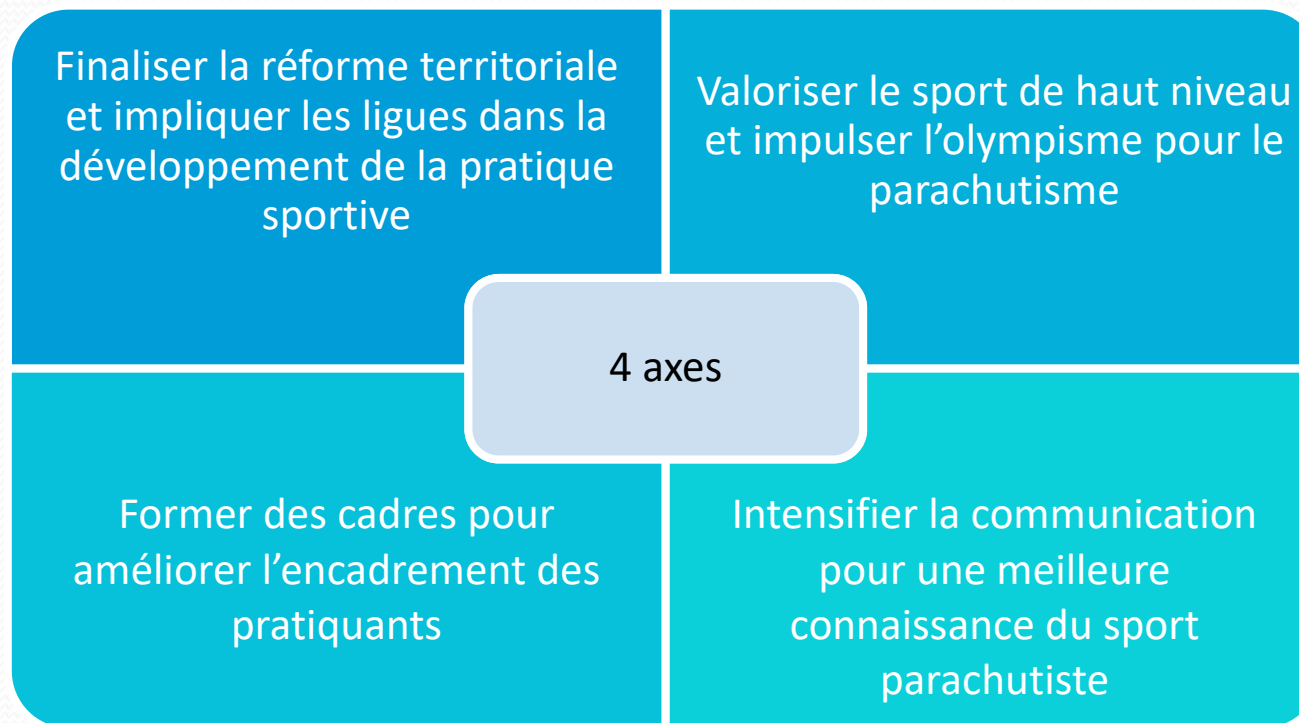 Finaliser la réforme territoriale
et impliquer les ligues dans la
développement de la pratique
sportive
Valoriser le sport de haut niveau
et impulser l’olympisme pour le
parachutisme
4 axes
Former des cadres pour
améliorer l’encadrement des
pratiquants
Intensifier la communication
pour une meilleure
connaissance du sport
parachutiste